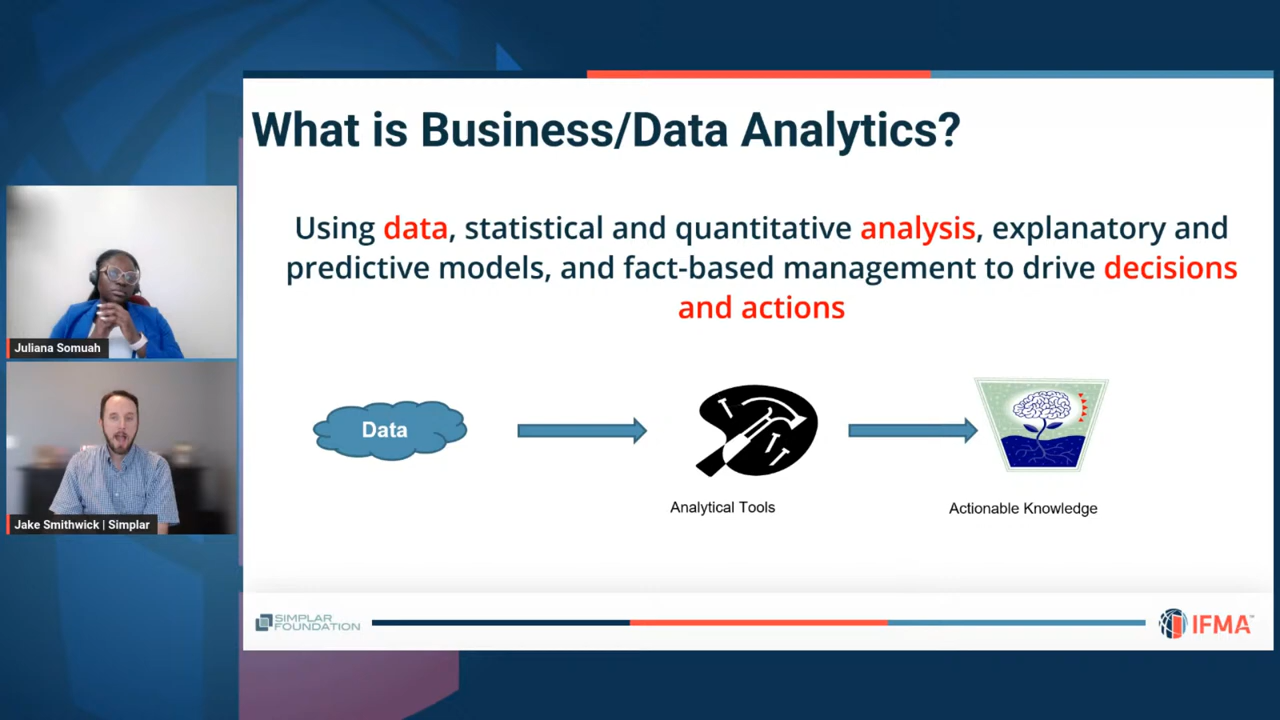 What is Business/Data Analytics?
Using data, statistical and quantitative analysis, explanatory and
predictive models, and fact-based management to drive decisions
and actions
Data
Analytical Tools
Actionable Knowledge
Juliana Somuah
Jake Smithwick | Simplar
SIMPLAR
FOUNDATION
IFMA™